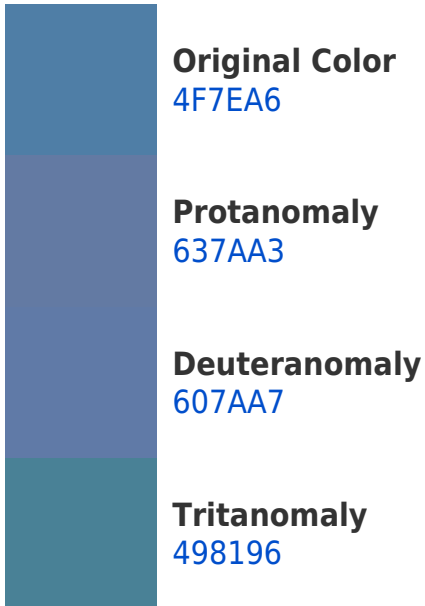 Original Color
4F7EA6
Protanomaly
637AA3
Deuteranomaly
607AA7
Tritanomaly
498196